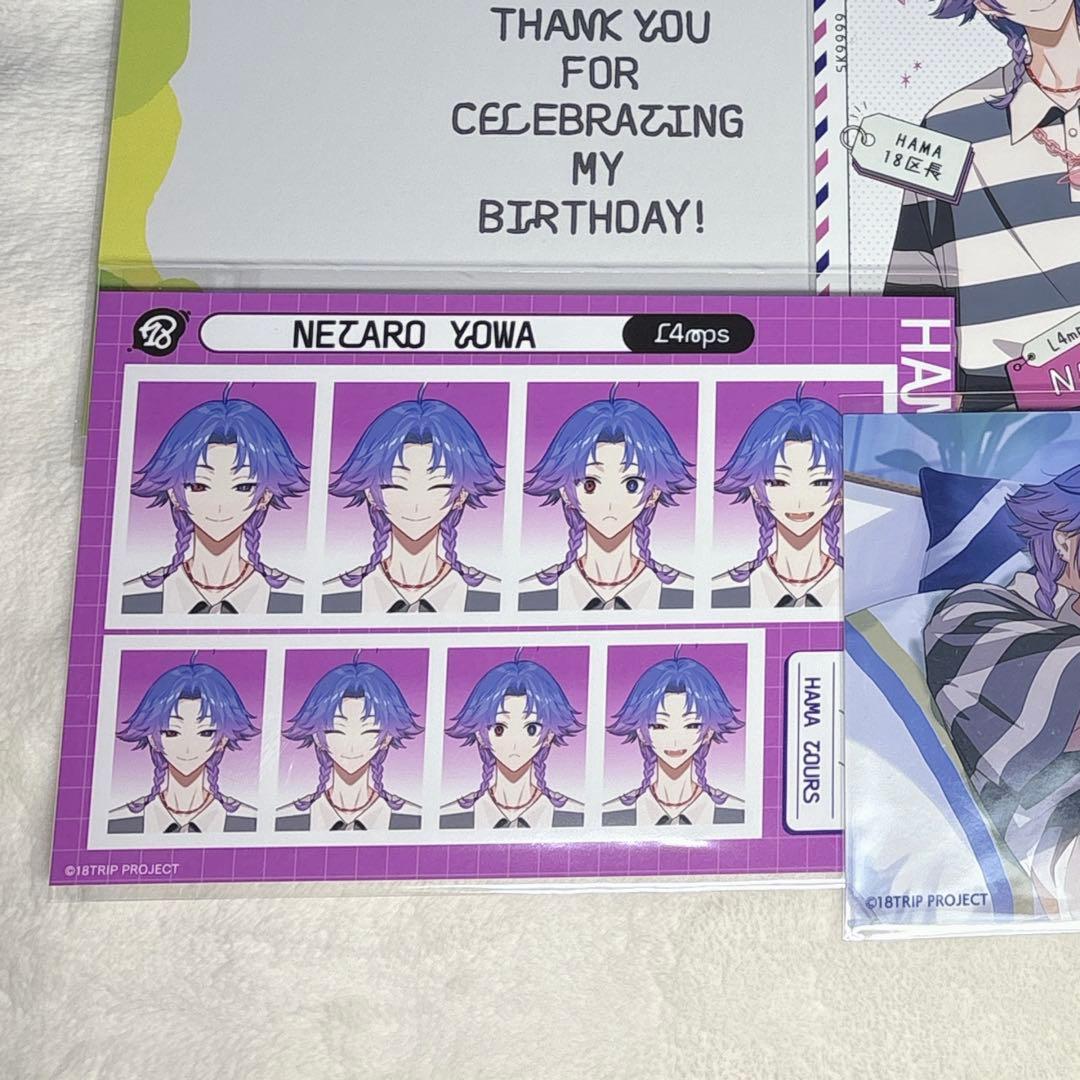 THANK YOU
FOR
CELEBRATING
MY
BIRTHDAY!
SK9999
HAMA
18区長
18
NETARO YOWA
L4mps
HAMA TOURS
©18TRIP PROJECT
©18TRIP PROJECT